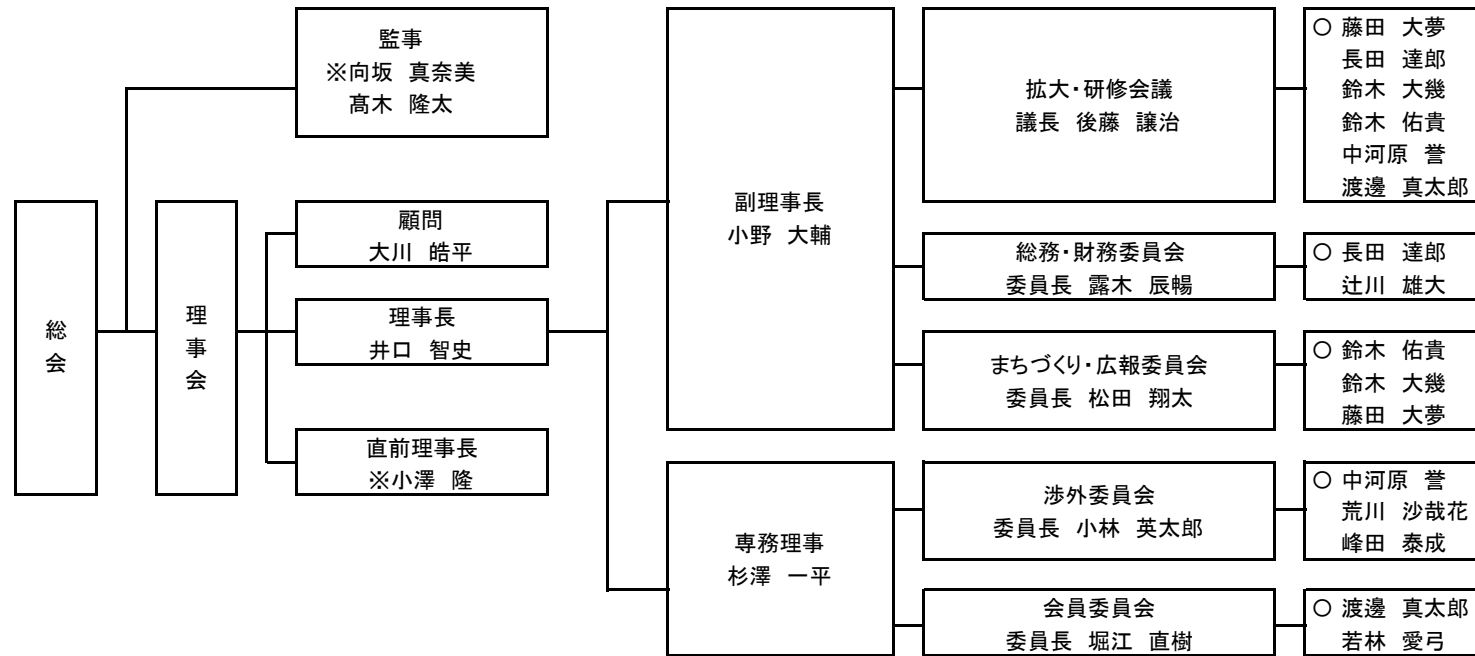 総会
理事会
監事
※向坂 真奈美
髙木 隆太
顧問
大川 皓平
理事長
井口 智史
直前理事長
※小澤 隆
副理事長
小野 大輔
専務理事
杉澤 一平
拡大・研修会議
議長 後藤 譲治
○ 藤田 大夢
長田 達郎
鈴木 大幾
鈴木 佑貴
中河原 誉
渡邊 真太郎
総務・財務委員会
委員長 露木 辰暢
○ 長田 達郎
辻川 雄大
まちづくり・広報委員会
委員長 松田 翔太
○ 鈴木 佑貴
鈴木 大幾
藤田 大夢
渉外委員会
委員長 小林 英太郎
○ 中河原 誉
荒川 沙哉花
峰田 泰成
会員委員会
委員長 堀江 直樹
○ 渡邊 真太郎
若林 愛弓